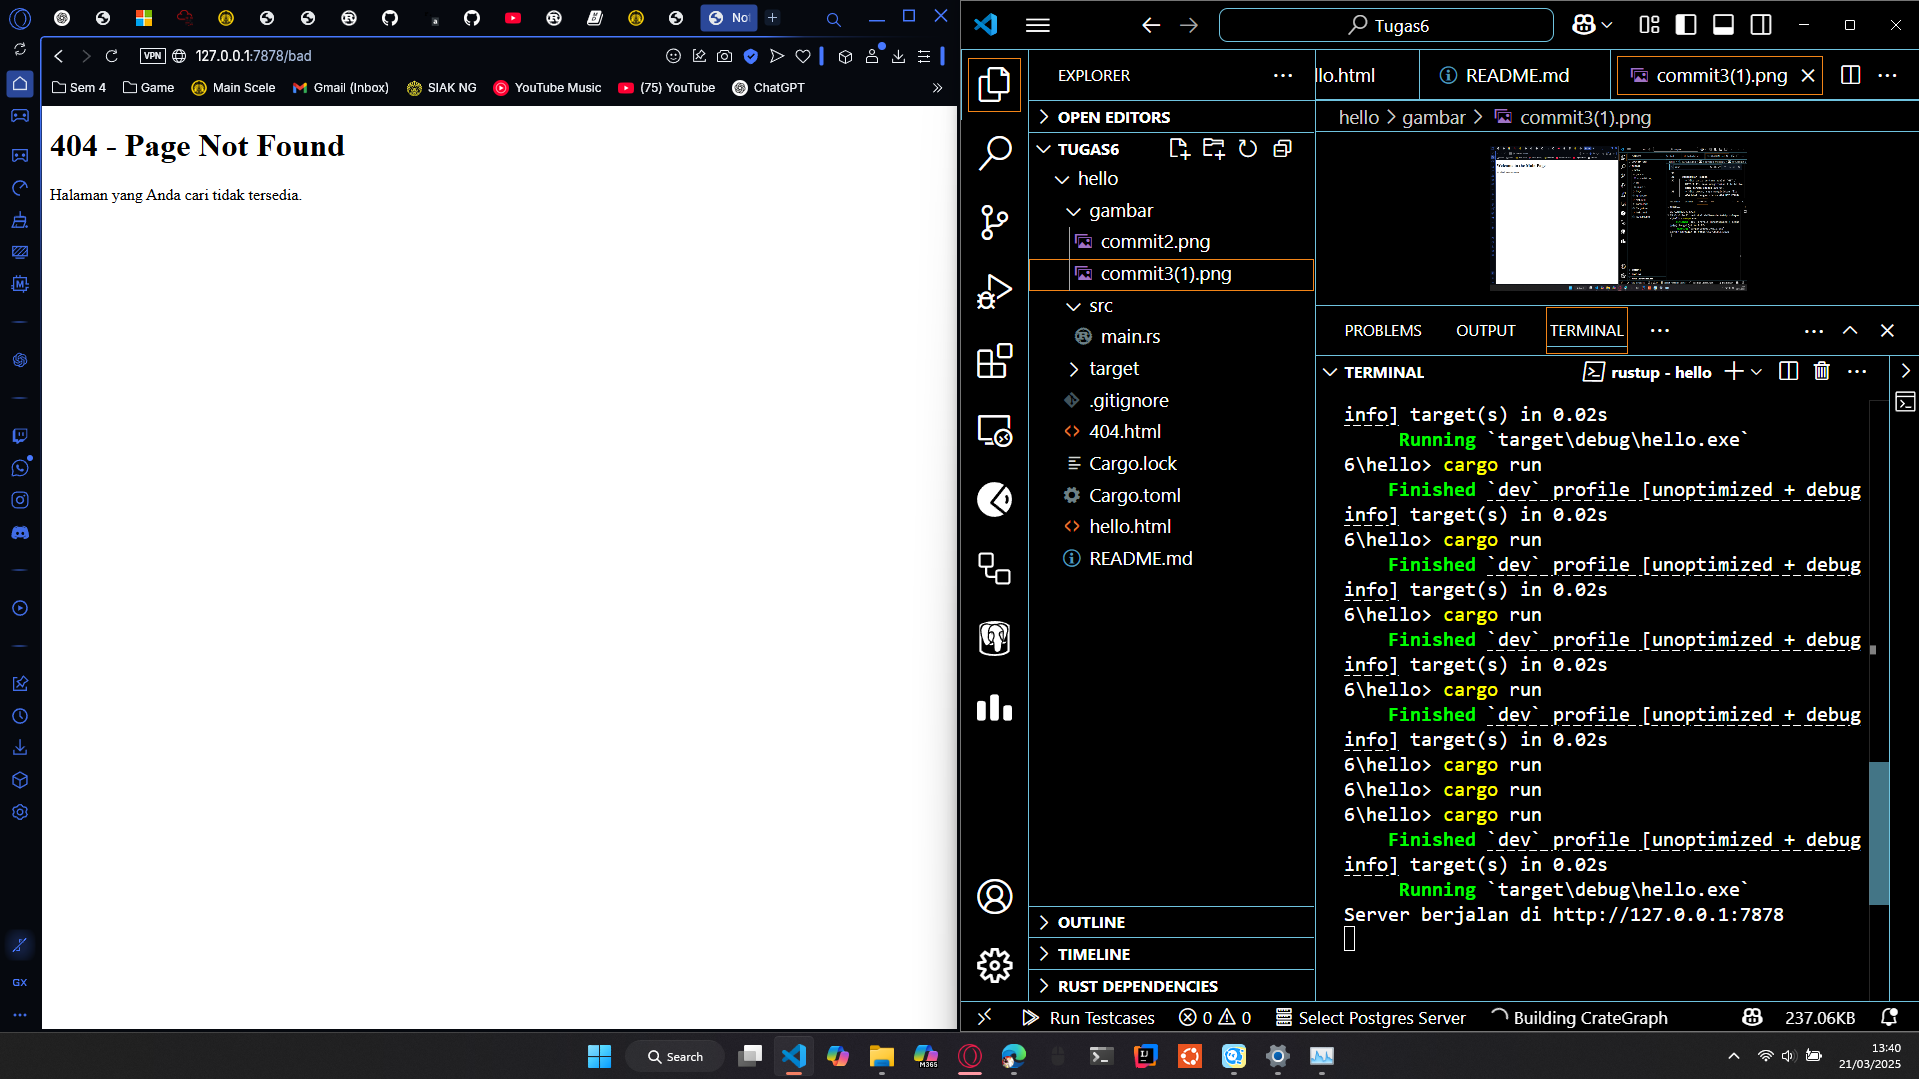 Not
VPN 127.0.0.1:7878/bad
Sem 4 Game Main Scele Gmail (Inbox) SIAK NG YouTube Music (75) YouTube ChatGPT
404 - Page Not Found
Halaman yang Anda cari tidak tersedia.
GX
Tugas6
EXPLORER
OPEN EDITORS
TUGAS6
hello
gambar
commit2.png
commit3(1).png
src
main.rs
target
.gitignore
404.html
Cargo.lock
Cargo.toml
hello.html
README.md
OUTLINE
TIMELINE
RUST DEPENDENCIES
llo.html README.md commit3(1).png
hello > gambar > commit3(1).png
PROBLEMS OUTPUT TERMINAL
TERMINAL rustup - hello
info] target(s) in 0.02s
Running `target\debug\hello.exe`
6\hello> cargo run
Finished `dev` profile [unoptimized + debug
info] target(s) in 0.02s
6\hello> cargo run
Finished `dev` profile [unoptimized + debug
info] target(s) in 0.02s
6\hello> cargo run
Finished `dev` profile [unoptimized + debug
info] target(s) in 0.02s
6\hello> cargo run
Finished `dev` profile [unoptimized + debug
info] target(s) in 0.02s
6\hello> cargo run
6\hello> cargo run
6\hello> cargo run
Finished `dev` profile [unoptimized + debug
info] target(s) in 0.02s
Running `target\debug\hello.exe`
Server berjalan di http://127.0.0.1:7878
Run Testcases 0 0 Select Postgres Server Building CrateGraph 237.06KB
Search
M365
13:40
21/03/2025